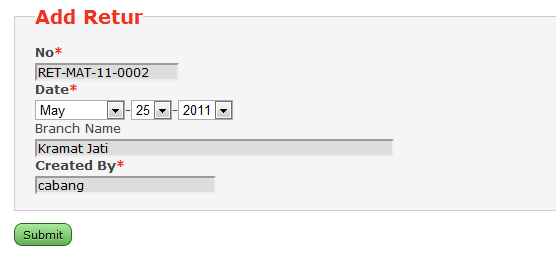 Add Retur
No*
RET-MAT-11-0002
Date*
May - 25 - 2011
Branch Name
Kramat Jati
Created By*
cabang
Submit